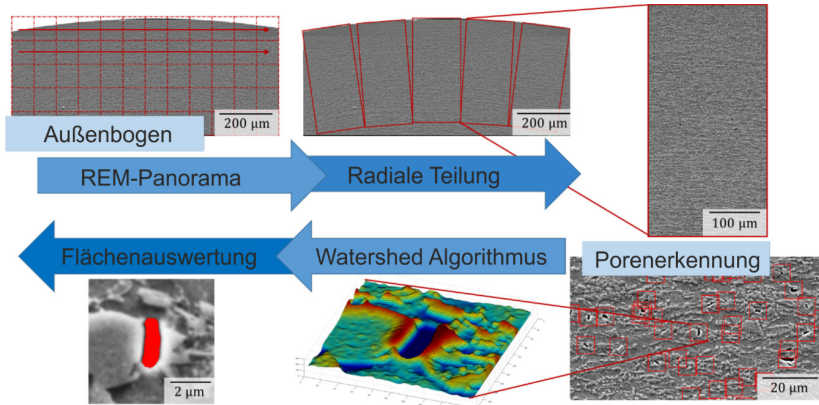 200 µm
200 µm
Außenbogen
REM-Panorama
Radiale Teilung
100 µm
Flächenauswertung
Watershed Algorithmus
Porenerkennung
2 µm
20 µm